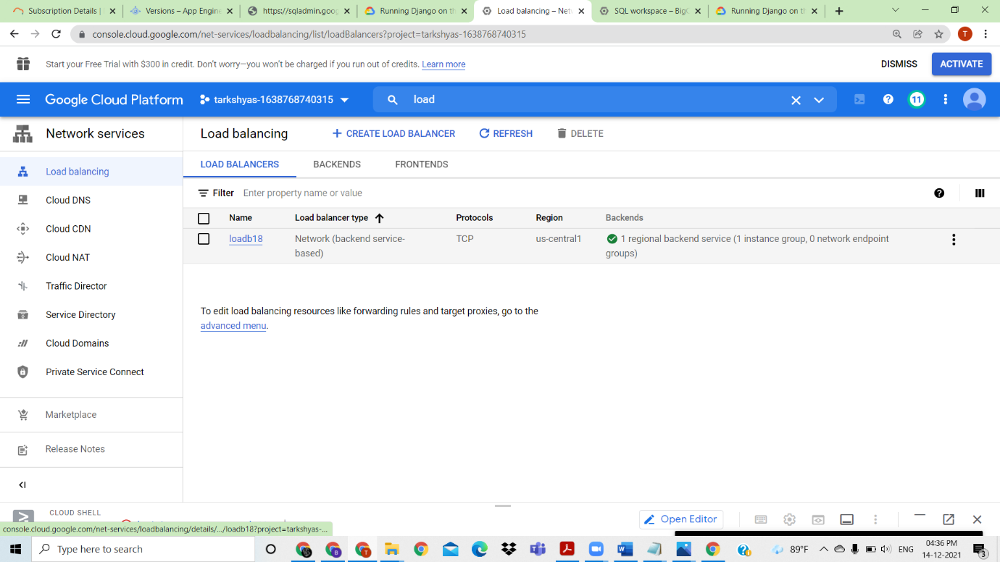 Subscription Details |
Versions – App Engine
https://sqladmin.goog
Running Django on th
Load balancing – Net
SQL workspace – Big
Running Django on th
console.cloud.google.com/net-services/loadbalancing/list/loadBalancers?project=tarkshyas-1638768740315
T
Start your Free Trial with $300 in credit. Don't worry—you won't be charged if you run out of credits. Learn more
DISMISS
ACTIVATE
Google Cloud Platform
tarkshyas-1638768740315
load
11
Network services
Load balancing
CREATE LOAD BALANCER
REFRESH
DELETE
Load balancing
Cloud DNS
Cloud CDN
Cloud NAT
Traffic Director
Service Directory
Cloud Domains
Private Service Connect
Marketplace
Release Notes
LOAD BALANCERS
BACKENDS
FRONTENDS
Filter Enter property name or value
Name
Load balancer type
Protocols
Region
Backends
loadb18
Network (backend service-
based)
TCP
us-central1
1 regional backend service (1 instance group, 0 network endpoint
groups)
To edit load balancing resources like forwarding rules and target proxies, go to the
advanced menu.
CLOUD SHELL
Open Editor
console.cloud.google.com/net-services/loadbalancing/details/.../loadb18?project=tarkshyas-...
Type here to search
89°F
ENG
04:36 PM
14-12-2021
3